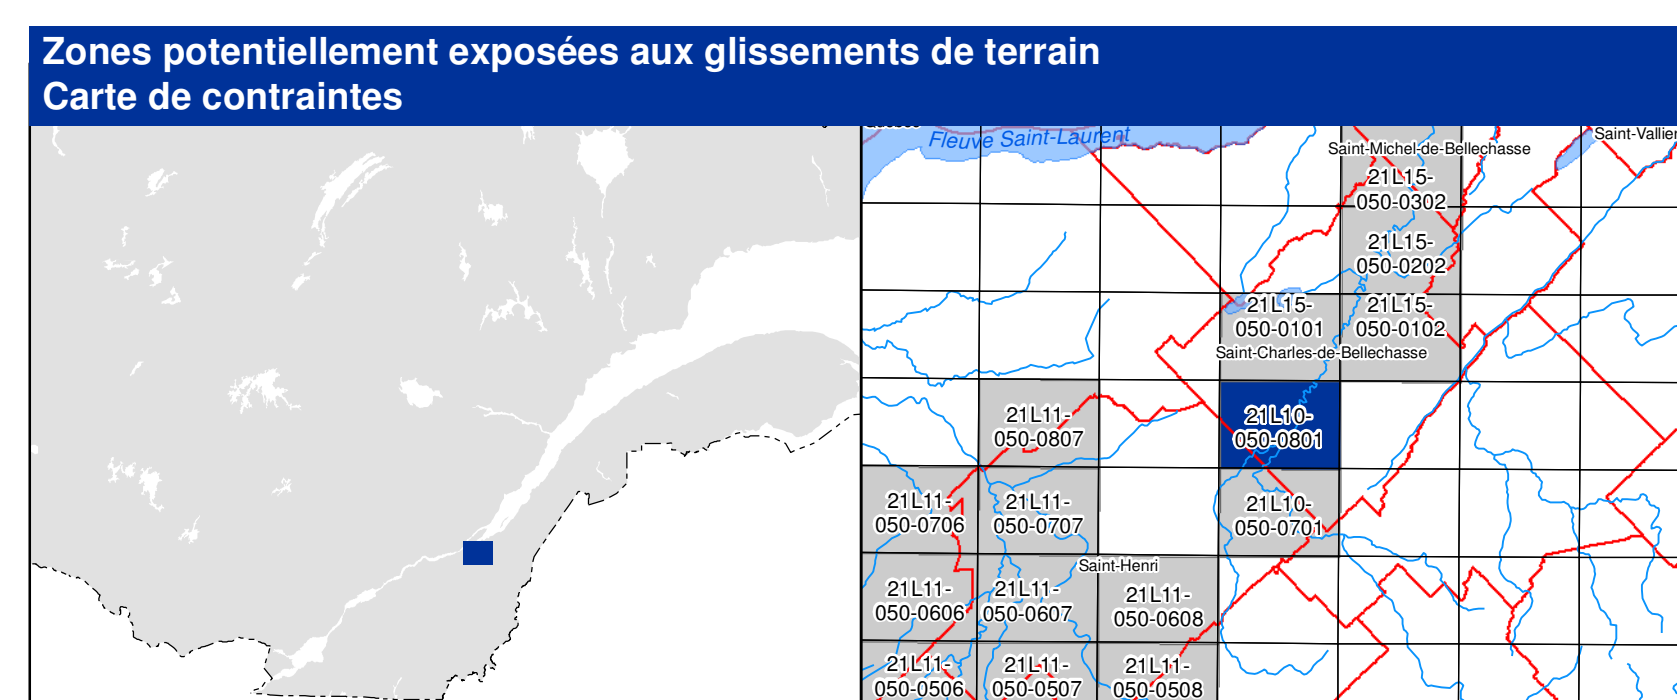 Zones potentiellement exposées aux glissements de terrain
Carte de contraintes
Fleuve Saint-Laurent
Saint-Michel-de-Bellechasse
Saint-Vallier
21L15-
050-0302
21L15-
050-0202
21L15-
050-0101
21L15-
050-0102
Saint-Charles-de-Bellechasse
21L11-
050-0807
21L10-
050-0801
21L11-
050-0706
21L11-
050-0707
21L10-
050-0701
Saint-Henri
21L11-
050-0606
21L11-
050-0607
21L11-
050-0608
21L11-
050-0506
21L11-
050-0507
21L11-
050-0508